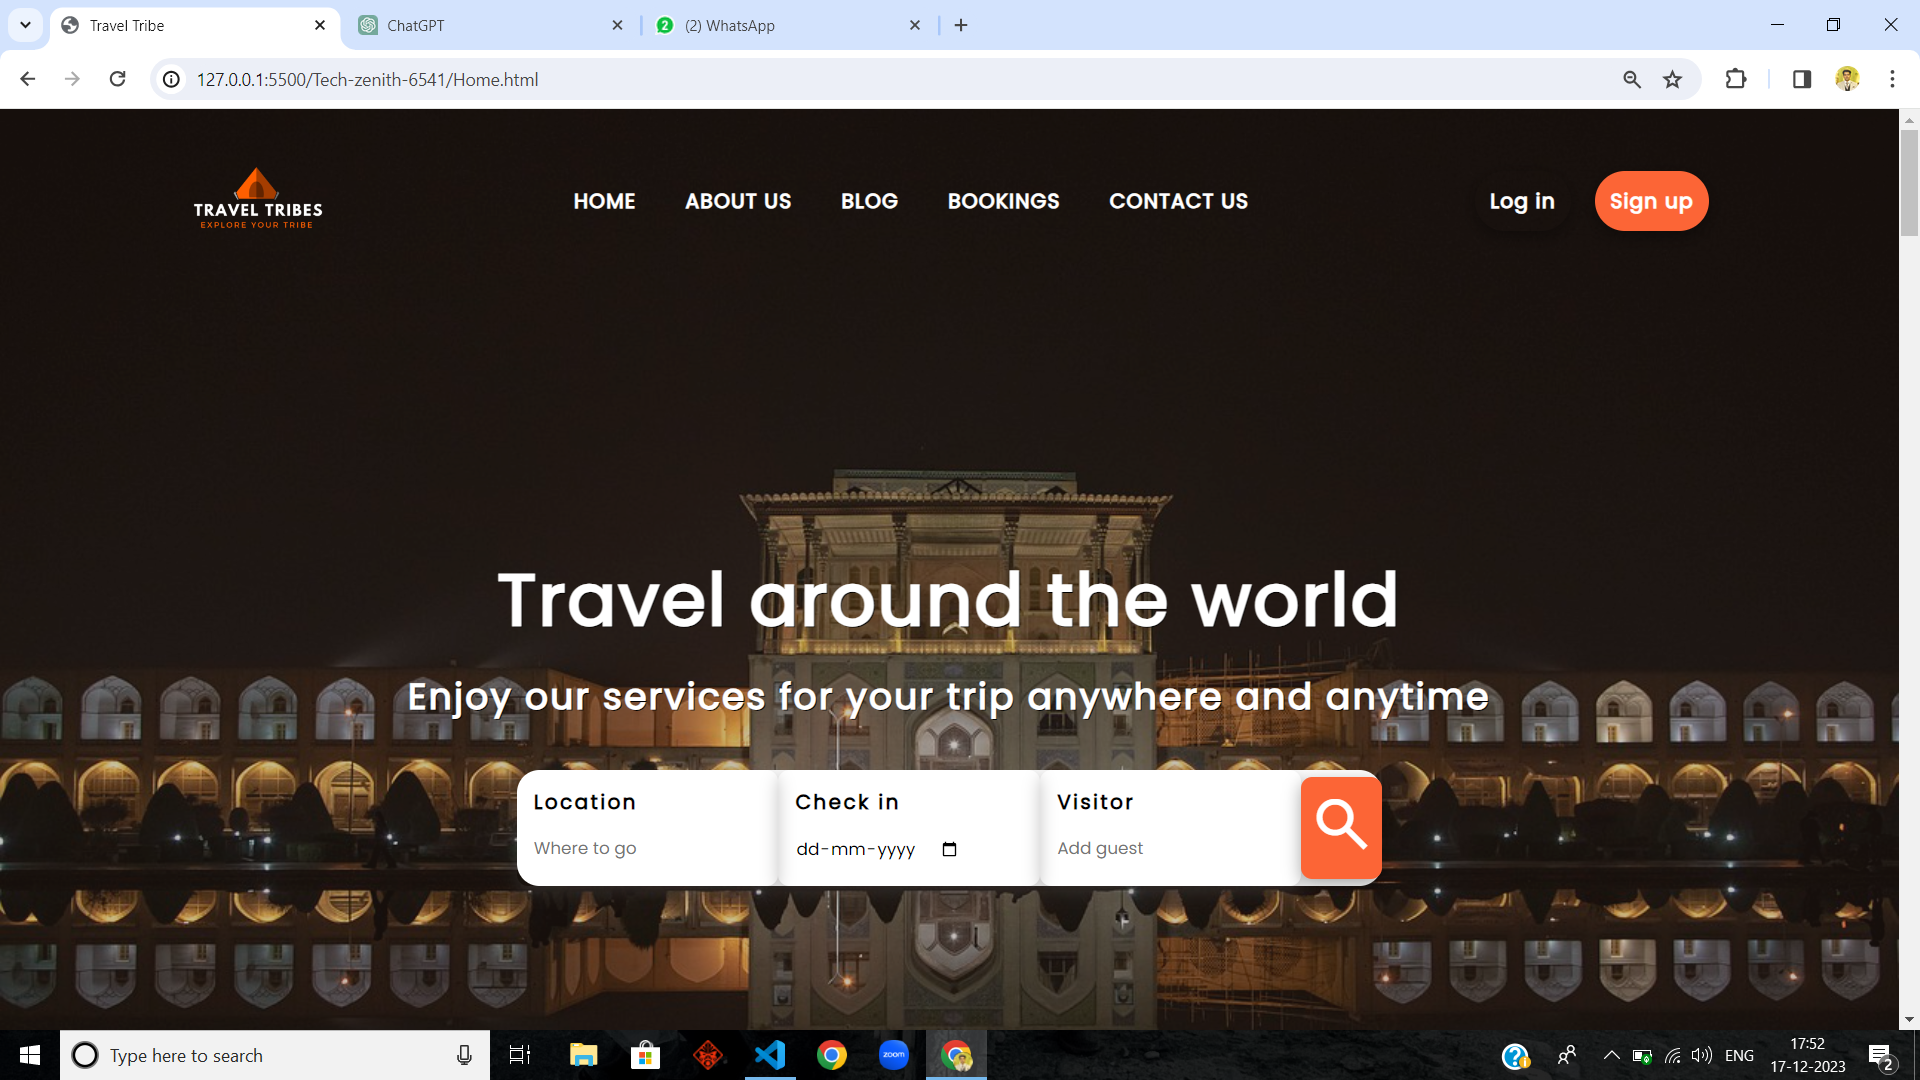 Travel Tribe
ChatGPT
2 (2) WhatsApp
127.0.0.1:5500/Tech-zenith-6541/Home.html
TRAVEL TRIBES
EXPLORE YOUR TRIBE
HOME ABOUT US BLOG BOOKINGS CONTACT US
Log in
Sign up
Travel around the world
Enjoy our services for your trip anywhere and anytime
Location Check in Visitor
Where to go dd-mm-yyyy Add guest
Type here to search
zoom
ENG
17:52
17-12-2023
2